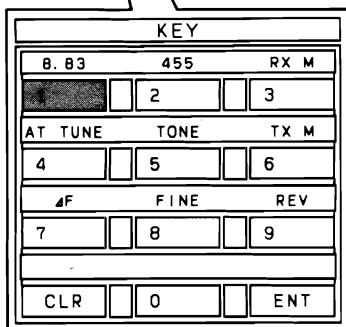 KEY
8.83 455 RX M
1 2 3
AT TUNE TONE TX M
4 5 6
⊿F FINE REV
7 8 9
CLR 0 ENT